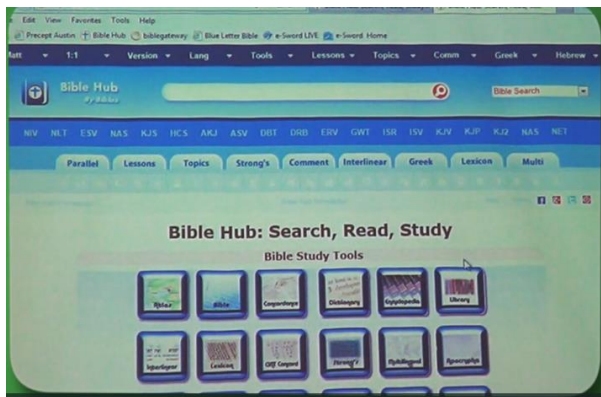 Edit View Favorites Tools Help
Precept Austin Bible Hub biblegateway Blue Letter Bible e-Sword LIVE e-Sword Home
Matt 1:1 Version Lang Tools Lessons Topics Comm Greek Hebrew
Bible Hub
By Biblos
Bible Search
NIV NLT ESV NAS KJS HCS AKJ ASV DBT DRB ERV GWT ISR ISV KJV KJP KJ2 NAS NET
Parallel Lessons Topics Strong's Comment Interlinear Greek Lexicon Multi
Bible Hub: Search, Read, Study
Bible Study Tools
Atlas Bible Concordance Dictionary Encyclopedia Library
Interlinear Lexicon Strong's Multilingual Apocrypha